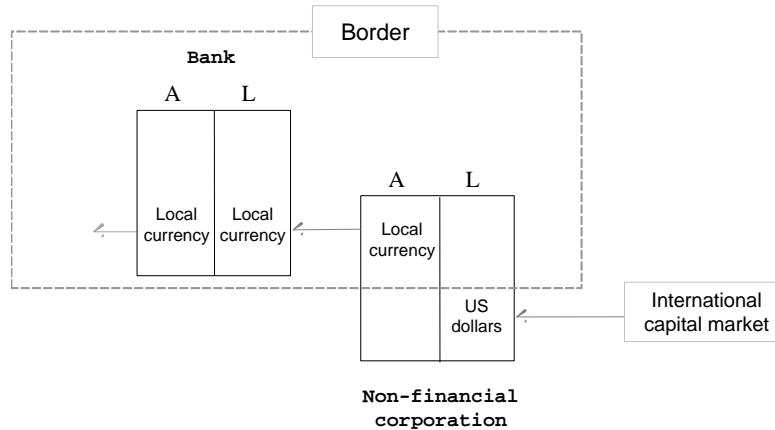 Border
Bank
A L
A L
Local
currency
Local
currency
Local
currency
US
dollars
International
capital market
Non-financial
corporation